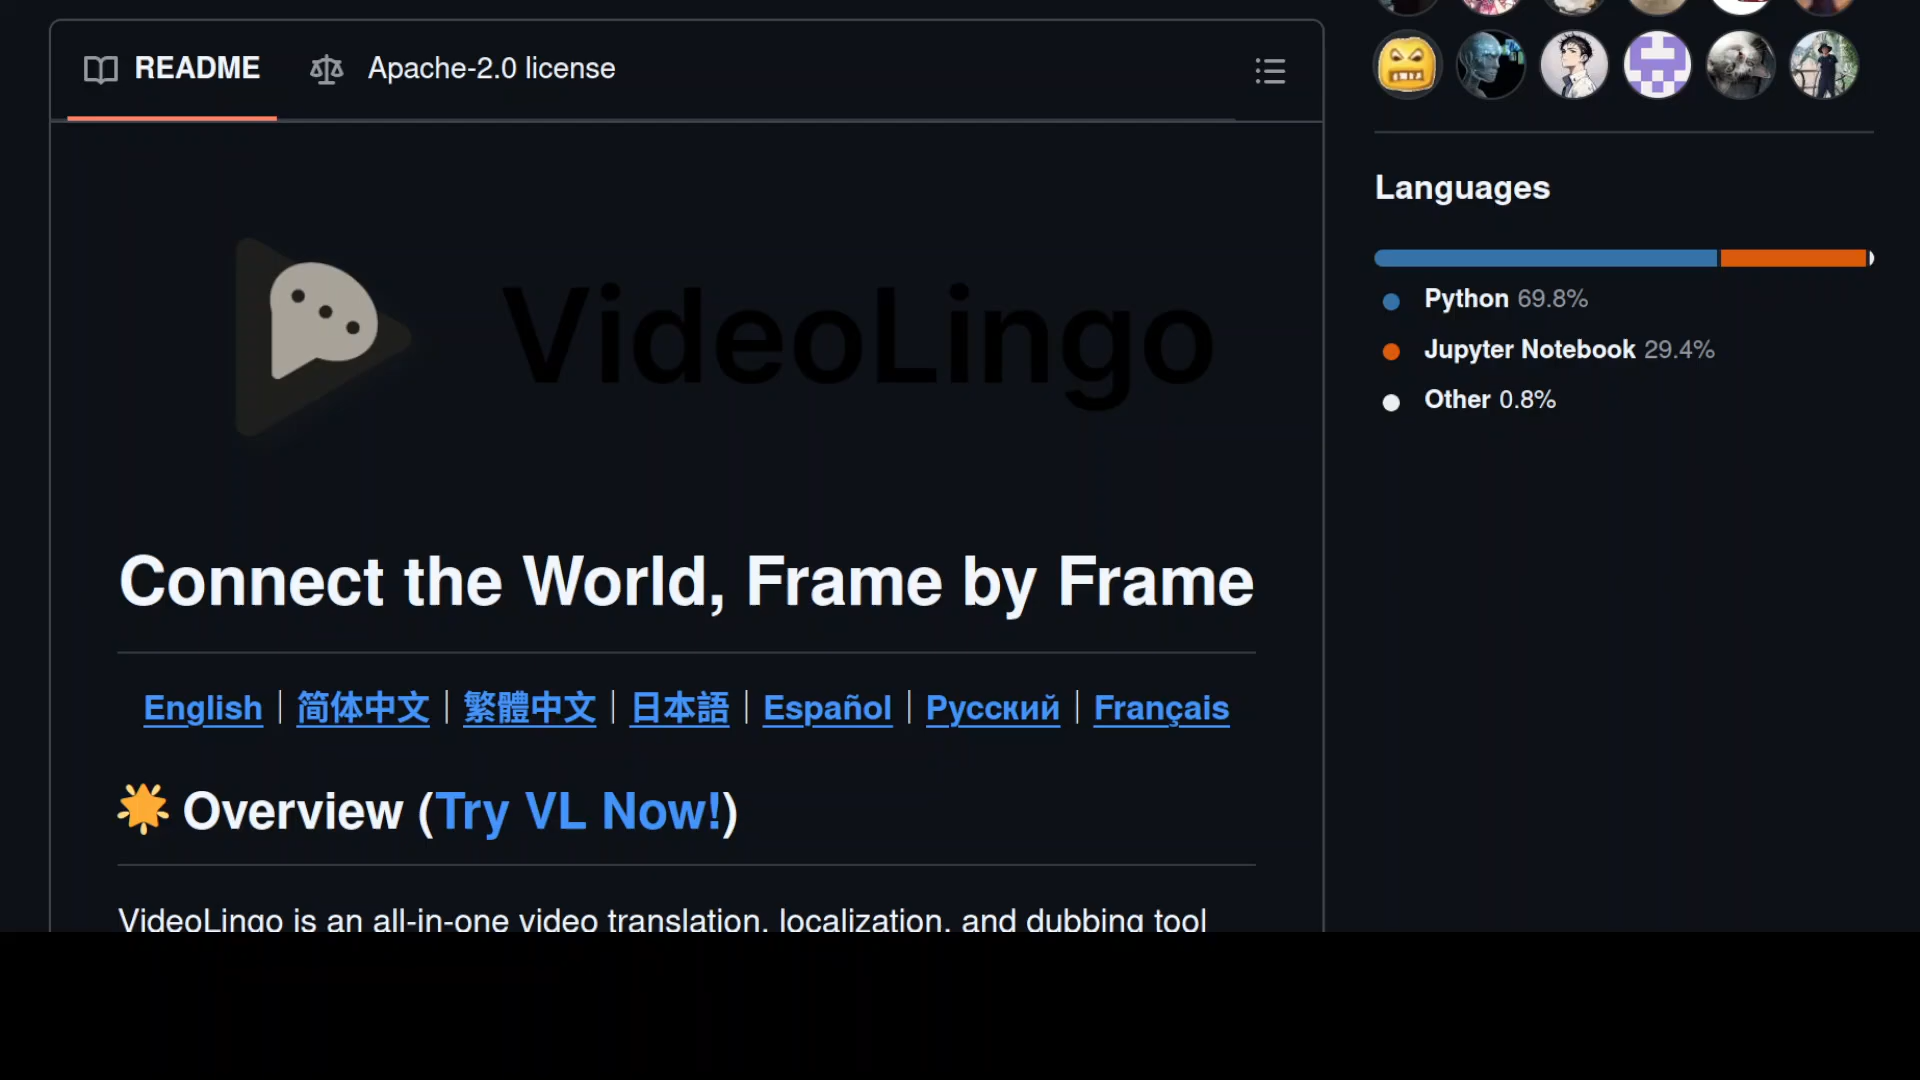 README
Apache-2.0 license
VideoLingo
Connect the World, Frame by Frame
English | 简体中文 | 繁體中文 | 日本語 | Español | Русский | Français
Overview (Try VL Now!)
VideoLingo is an all-in-one video translation, localization, and dubbing tool
Languages
Python 69.8%
Jupyter Notebook 29.4%
Other 0.8%